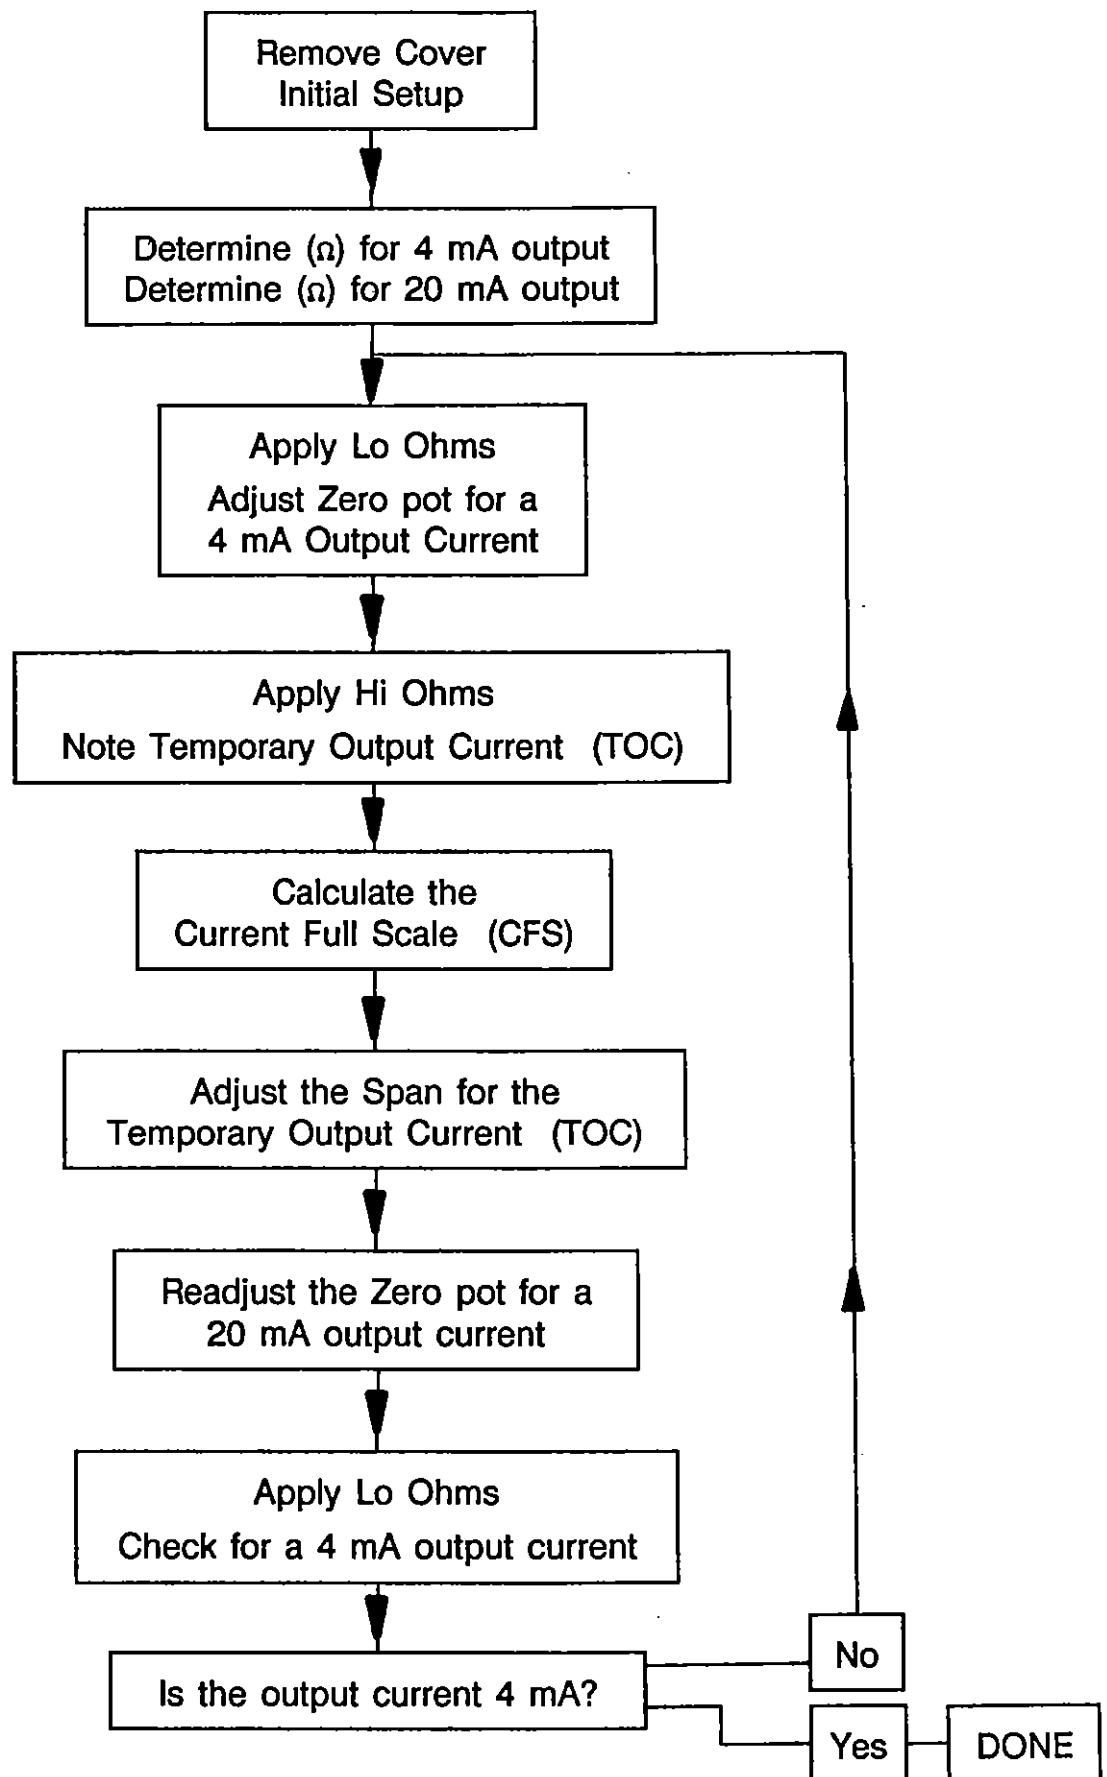 Remove Cover
Initial Setup
Determine (Ω) for 4 mA output
Determine (Ω) for 20 mA output
Apply Lo Ohms
Adjust Zero pot for a
4 mA Output Current
Apply Hi Ohms
Note Temporary Output Current (TOC)
Calculate the
Current Full Scale (CFS)
Adjust the Span for the
Temporary Output Current (TOC)
Readjust the Zero pot for a
20 mA output current
Apply Lo Ohms
Check for a 4 mA output current
Is the output current 4 mA?
No
Yes
DONE